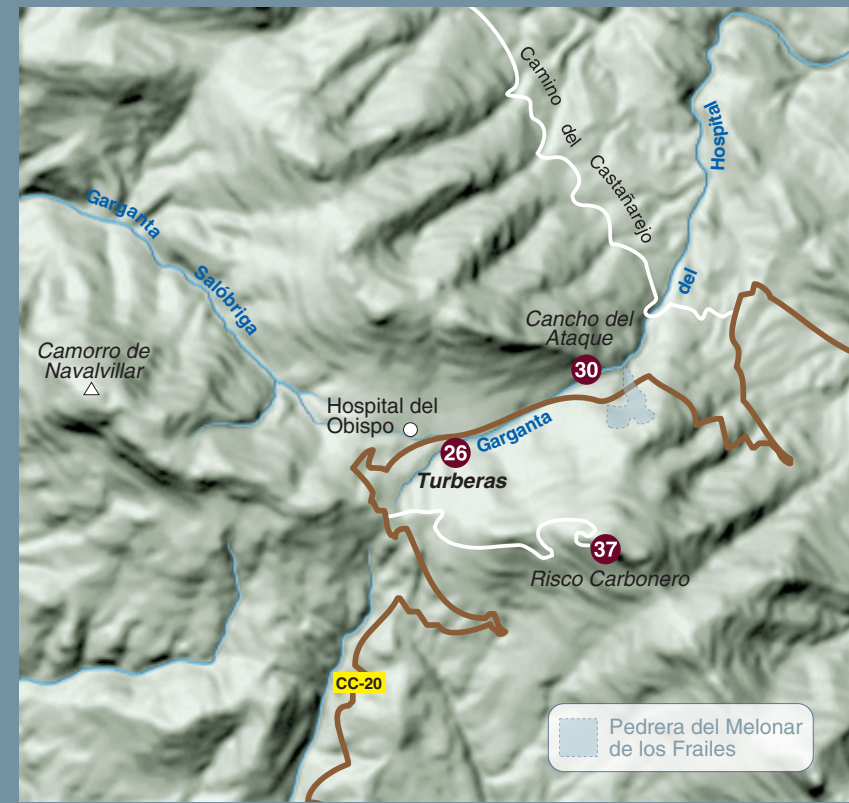 Camino
del
Castañarejo
Hospital
del
Garganta
Garganta
Salóbriga
Cancho del
Ataque
30
Camorro de
Navalvillar
Hospital del
Obispo
26
Turberas
37
Risco Carbonero
CC-20
Pedrera del Melonar
de los Frailes